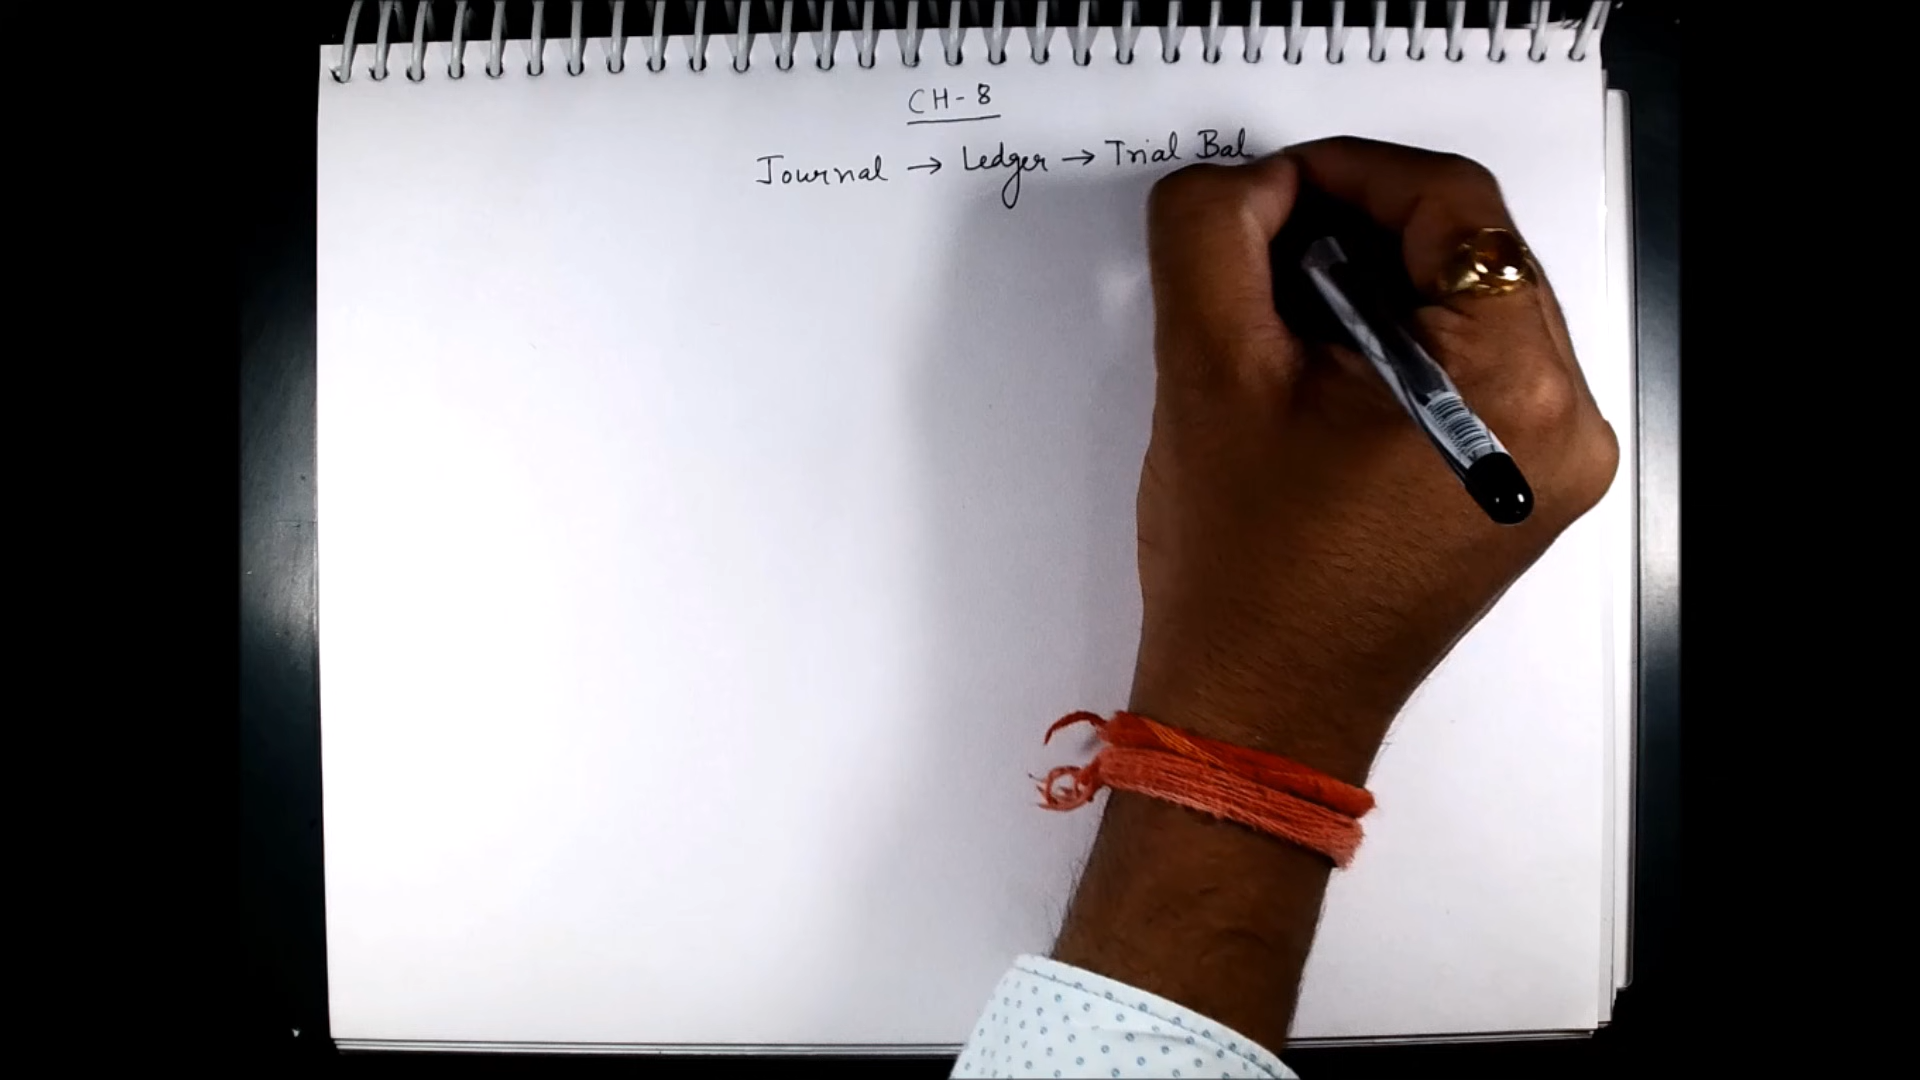 CH-8
Journal → Ledger → Trial Bal